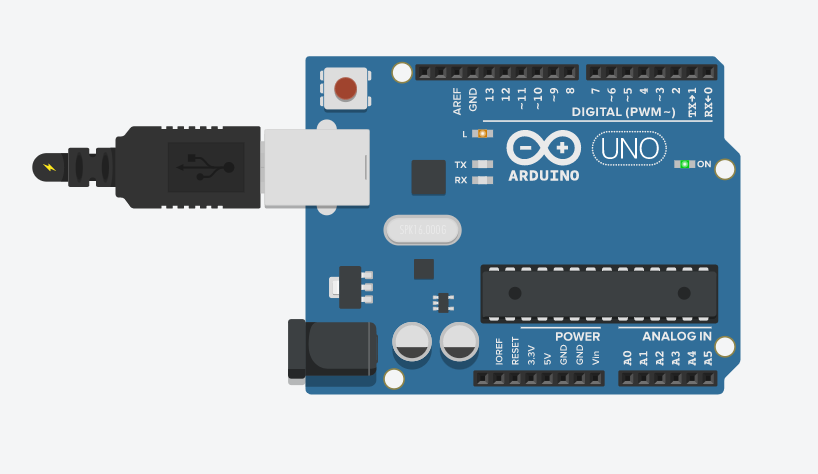 AREF
GND
13
12
~11
~10
~9
8
7
~6
~5
4
~3
2
TX→1
RX←0
DIGITAL (PWM~)
L
TX
RX
ARDUINO
UNO
ON
SPK16.000G
POWER
ANALOG IN
IOREF
RESET
3.3V
5V
GND
GND
Vin
A0
A1
A2
A3
A4
A5